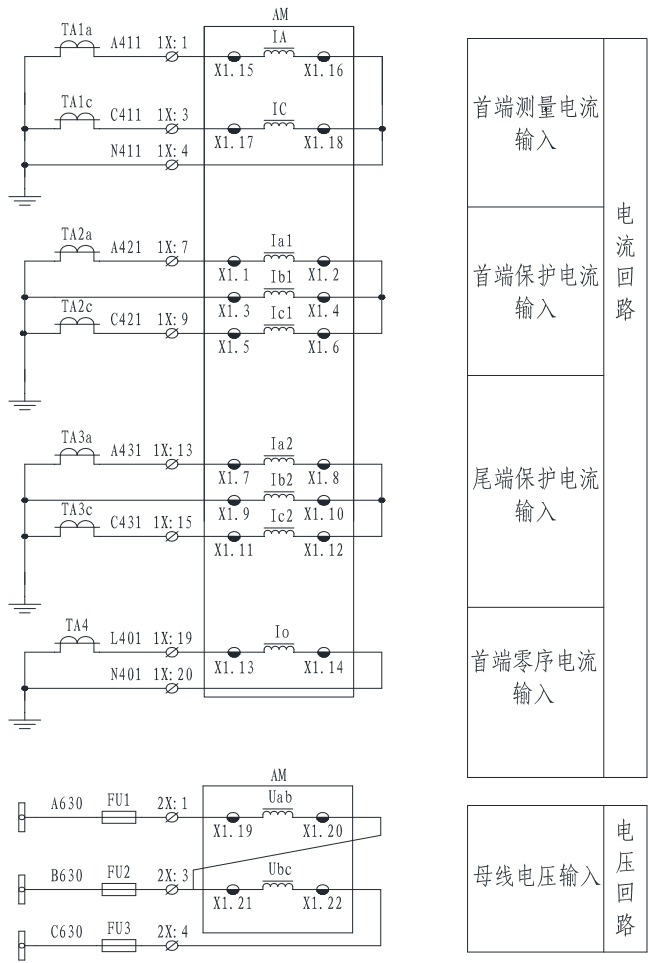 AM
TA1a A411 1X:1 IA
X1.15 X1.16
TA1c C411 1X:3 IC
X1.17 X1.18
N411 1X:4
TA2a A421 1X:7 Ia1
X1.1 X1.2
Ib1
X1.3 X1.4
TA2c C421 1X:9 Ic1
X1.5 X1.6
TA3a A431 1X:13 Ia2
X1.7 X1.8
Ib2
X1.9 X1.10
TA3c C431 1X:15 Ic2
X1.11 X1.12
TA4 L401 1X:19 Io
X1.13 X1.14
N401 1X:20
首端测量电流
输入
首端保护电流
输入
尾端保护电流
输入
首端零序电流
输入
电流回路
AM
A630 FU1 2X:1 Uab
X1.19 X1.20
B630 FU2 2X:3 Ubc
X1.21 X1.22
C630 FU3 2X:4
母线电压输入
电压回路